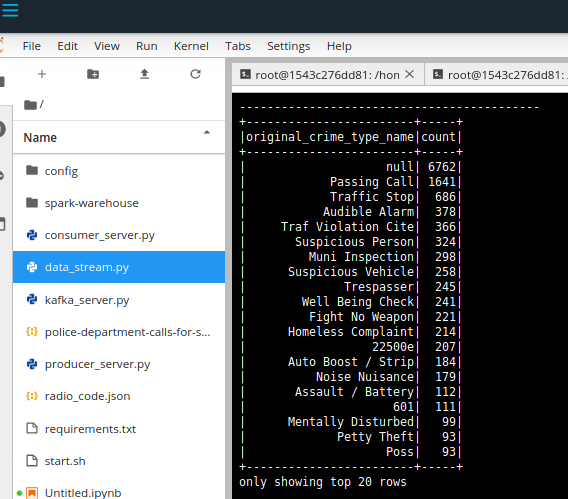 File Edit View Run Kernel Tabs Settings Help
root@1543c276dd81: /hon
root@1543c276dd81: /
/
Name
config
spark-warehouse
consumer_server.py
data_stream.py
kafka_server.py
police-department-calls-for-s...
producer_server.py
radio_code.json
requirements.txt
start.sh
Untitled.ipynb
-----------------------------------------
+------------------------+-----+
|original_crime_type_name|count|
+------------------------+-----+
| null| 6762|
| Passing Call| 1641|
| Traffic Stop| 686|
| Audible Alarm| 378|
| Traf Violation Cite| 366|
| Suspicious Person| 324|
| Muni Inspection| 298|
| Suspicious Vehicle| 258|
| Trespasser| 245|
| Well Being Check| 241|
| Fight No Weapon| 221|
| Homeless Complaint| 214|
| 22500e| 207|
| Auto Boost / Strip| 184|
| Noise Nuisance| 179|
| Assault / Battery| 112|
| 601| 111|
| Mentally Disturbed| 99|
| Petty Theft| 93|
| Poss| 93|
+------------------------+-----+
only showing top 20 rows